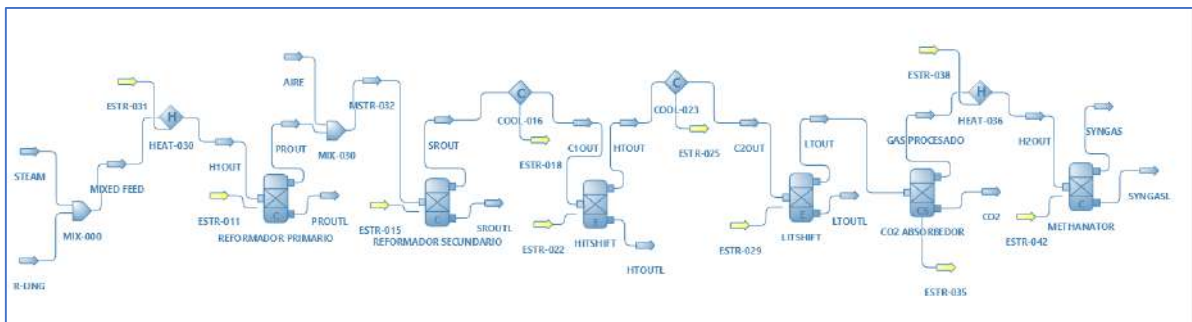 STEAM
R-LNG
MIX-000
MIXED FEED
ESTR-031
H
HEAT-030
H1OUT
ESTR-011
REFORMADOR PRIMARIO
PROUT
PROUTL
AIRE
MIX-030
MSTR-032
ESTR-015
REFORMADOR SECUNDARIO
SROUT
SROUTL
C
COOL-016
ESTR-018
C1OUT
ESTR-022
HITSHIFT
HTOUT
HTOUTL
C
COOL-023
ESTR-025
C2OUT
ESTR-029
LITSHIFT
LTOUT
LTOUTL
GAS PROCESADO
CO2 ABSORBEDOR
CO2
ESTR-035
ESTR-038
H
HEAT-036
H2OUT
ESTR-042
METHANATOR
SYNGAS
SYNGASL